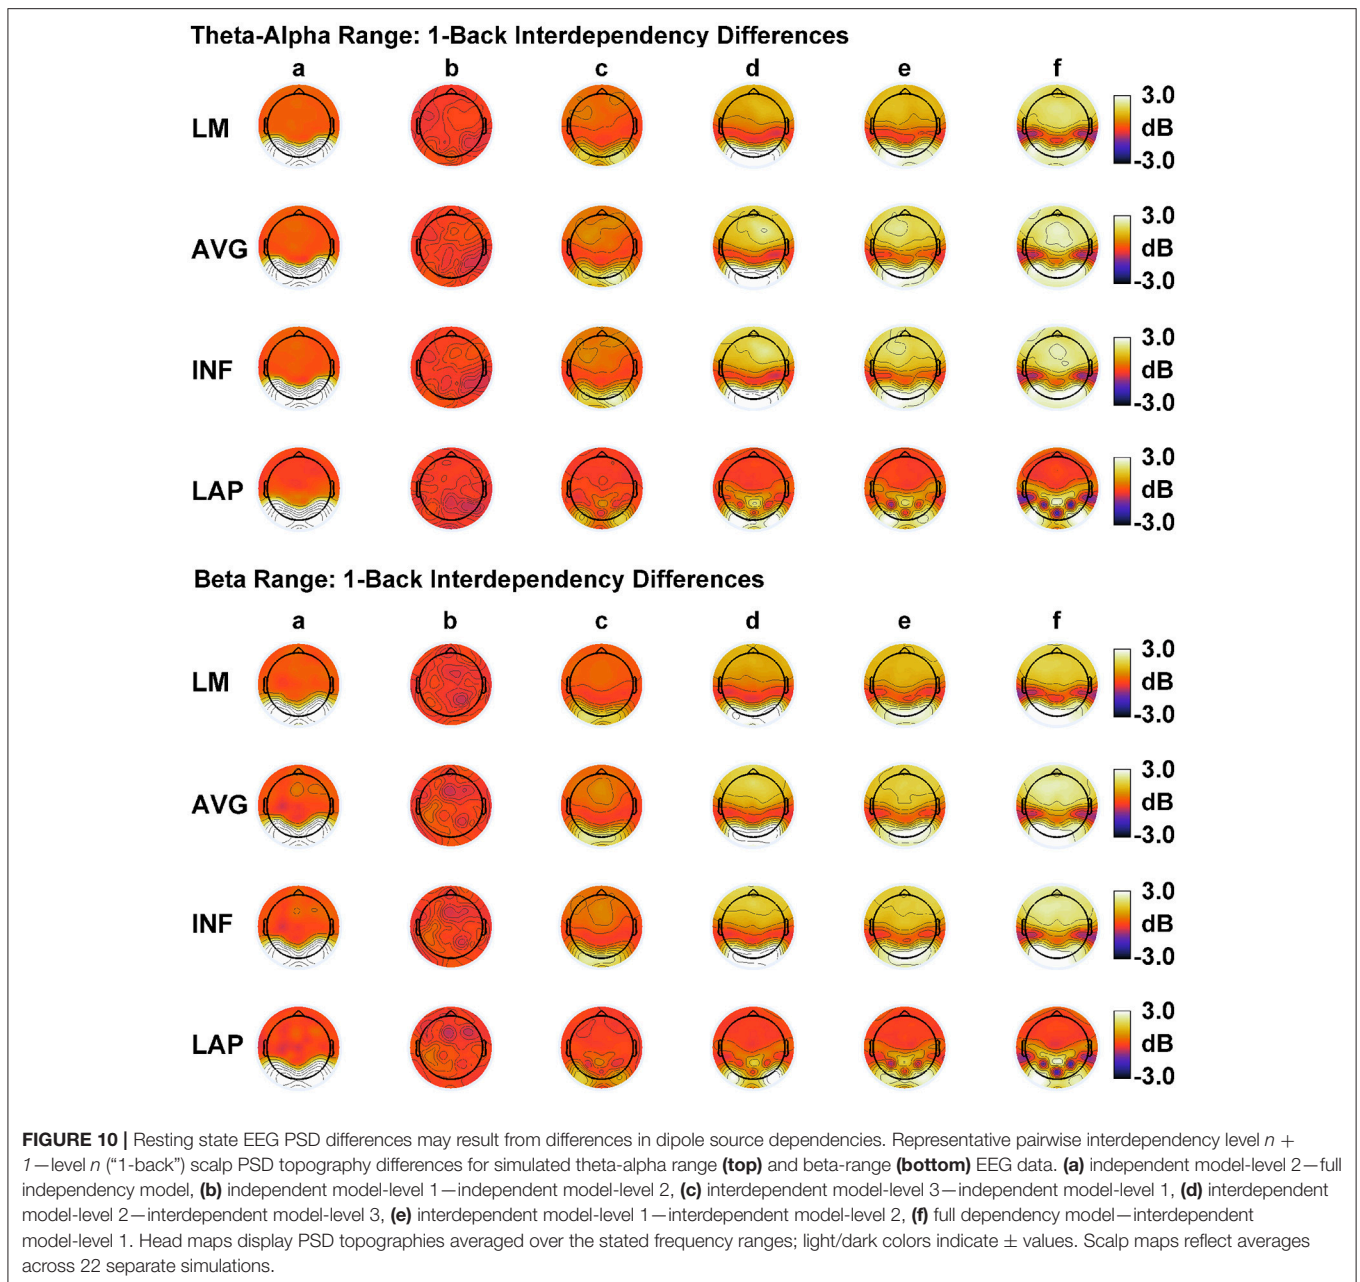 Theta-Alpha Range: 1-Back Interdependency Differences
a b c d e f
LM 3.0 dB -3.0
AVG 3.0 dB -3.0
INF 3.0 dB -3.0
LAP 3.0 dB -3.0
Beta Range: 1-Back Interdependency Differences
a b c d e f
LM 3.0 dB -3.0
AVG 3.0 dB -3.0
INF 3.0 dB -3.0
LAP 3.0 dB -3.0
FIGURE 10 | Resting state EEG PSD differences may result from differences in dipole source dependencies. Representative pairwise interdependency level n +
1—level n (“1-back”) scalp PSD topography differences for simulated theta-alpha range (top) and beta-range (bottom) EEG data. (a) independent model-level 2—full
independency model, (b) independent model-level 1—independent model-level 2, (c) interdependent model-level 3—independent model-level 1, (d) interdependent
model-level 2—interdependent model-level 3, (e) interdependent model-level 1—interdependent model-level 2, (f) full dependency model—interdependent
model-level 1. Head maps display PSD topographies averaged over the stated frequency ranges; light/dark colors indicate ± values. Scalp maps reflect averages
across 22 separate simulations.